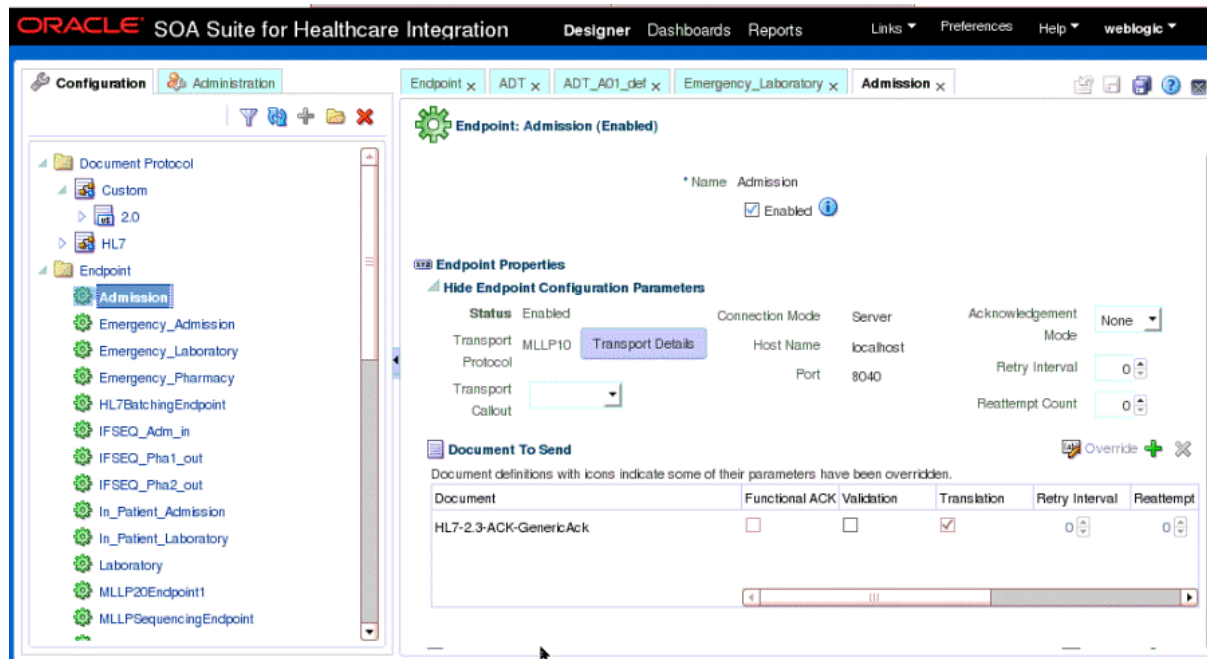 ORACLE SOA Suite for Healthcare Integration Designer Dashboards Reports Links Preferences Help weblogic
Configuration Administration
Endpoint x ADT x ADT_A01_def x Emergency_Laboratory x Admission x
Document Protocol
Custom
2.0
HL7
Endpoint
Admission
Emergency_Admission
Emergency_Laboratory
Emergency_Pharmacy
HL7BatchingEndpoint
IFSEQ_Adm_in
IFSEQ_Pha1_out
IFSEQ_Pha2_out
In_Patient_Admission
In_Patient_Laboratory
Laboratory
MLLP20Endpoint1
MLLPSequencingEndpoint
Endpoint: Admission (Enabled)
* Name Admission
Enabled
Endpoint Properties
Hide Endpoint Configuration Parameters
Status Enabled
Transport Protocol MLLP10 Transport Details
Transport Callout
Connection Mode Server
Host Name localhost
Port 8040
Acknowledgement Mode None
Retry Interval 0
Reattempt Count 0
Document To Send Override
Document definitions with icons indicate some of their parameters have been overridden.
Document Functional ACK Validation Translation Retry Interval Reattempt
HL7-2.3-ACK-GenericAck 0 0